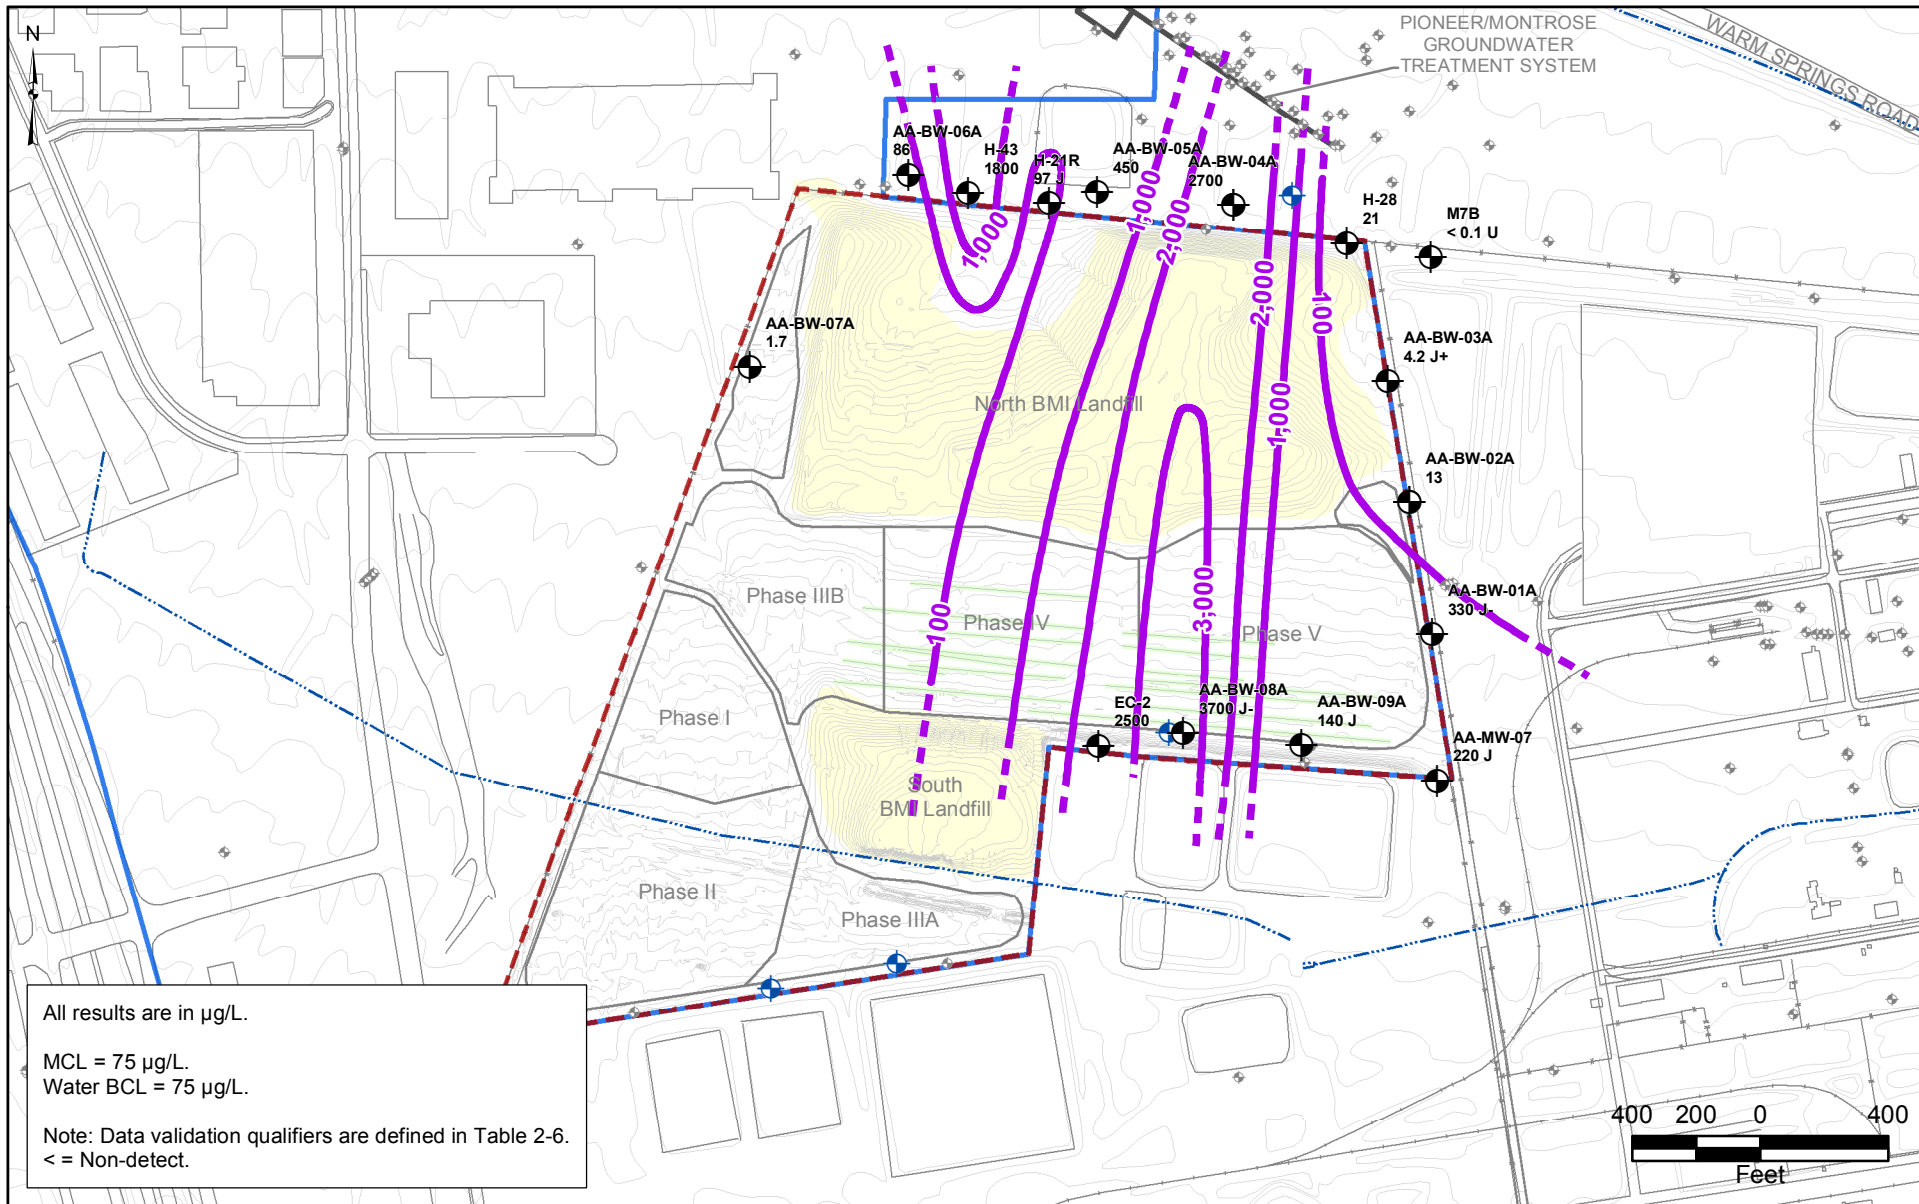 N
PIONEER/MONTROSE
GROUNDWATER
TREATMENT SYSTEM
WARM SPRINGS ROAD
AA-BW-06A
86
H-43
1800
H-21R
97 J
AA-BW-05A
450
AA-BW-04A
2700
H-28
21
M7B
< 0.1 U
1,000
1,000
2,000
2,000
1,000
100
AA-BW-07A
1.7
AA-BW-03A
4.2 J+
North BMI Landfill
AA-BW-02A
13
Phase IIIB
100
Phase IV
3,000
Phase V
AA-BW-01A
330 J-
Phase I
EC-2
2500
AA-BW-08A
3700 J-
AA-BW-09A
140 J
AA-MW-07
220 J
South
BMI Landfill
Phase II
Phase IIIA
All results are in µg/L.
MCL = 75 µg/L.
Water BCL = 75 µg/L.
Note: Data validation qualifiers are defined in Table 2-6.
< = Non-detect.
400 200 0 400
Feet